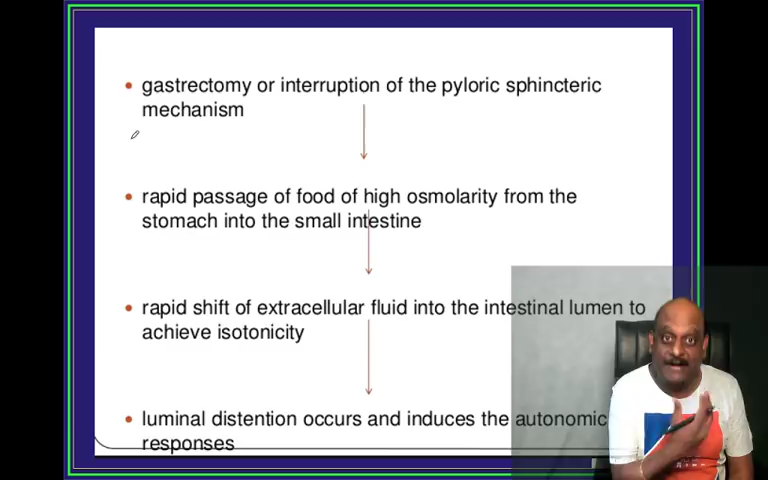 gastrectomy or interruption of the pyloric sphincteric
mechanism
rapid passage of food of high osmolarity from the
stomach into the small intestine
rapid shift of extracellular fluid into the intestinal lumen to
achieve isotonicity
luminal distention occurs and induces the autonomic
responses